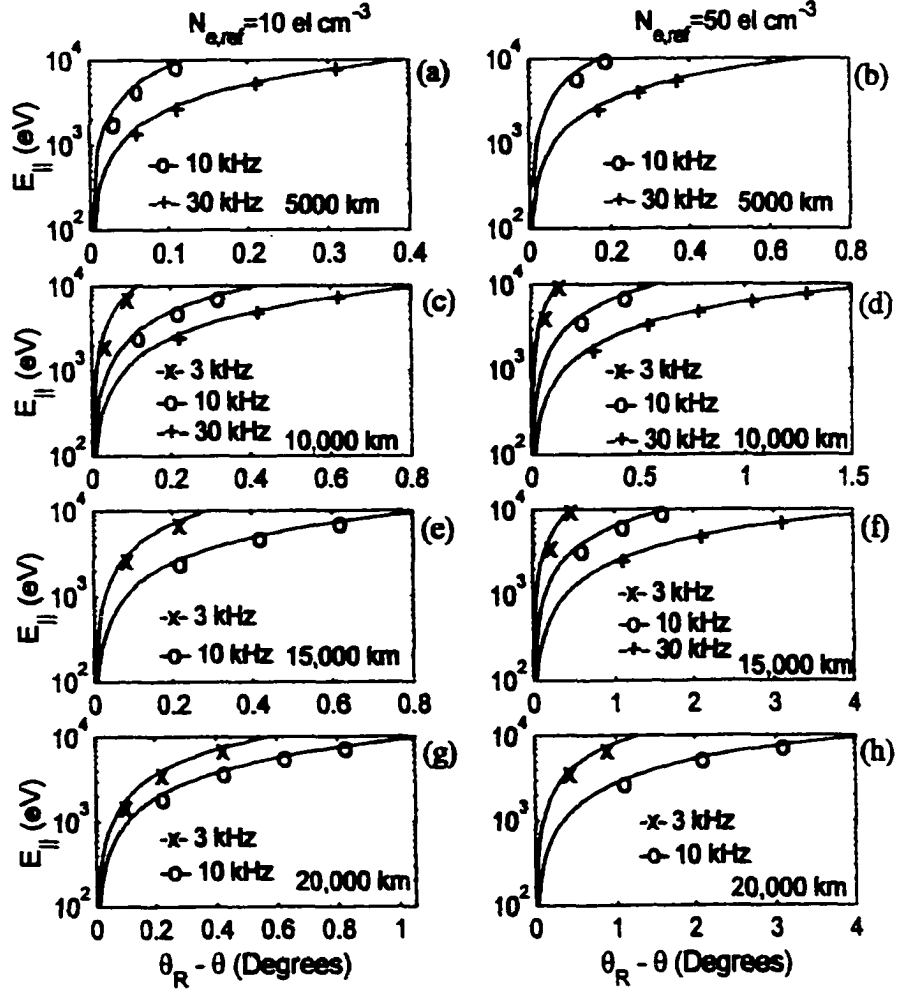 N_e,ref=10 el cm^-3
N_e,ref=50 el cm^-3
10^4
10^3
10^2
E_|| (eV)
(a)
-o- 10 kHz
-+- 30 kHz
5000 km
0 0.1 0.2 0.3 0.4
10^4
10^3
10^2
(b)
-o- 10 kHz
-+- 30 kHz
5000 km
0 0.2 0.4 0.6 0.8
10^4
10^3
10^2
E_|| (eV)
(c)
-x- 3 kHz
-o- 10 kHz
-+- 30 kHz
10,000 km
0 0.2 0.4 0.6 0.8
10^4
10^3
10^2
(d)
-x- 3 kHz
-o- 10 kHz
-+- 30 kHz
10,000 km
0 0.5 1 1.5
10^4
10^3
10^2
E_|| (eV)
(e)
-x- 3 kHz
-o- 10 kHz
15,000 km
0 0.2 0.4 0.6 0.8
10^4
10^3
10^2
(f)
-x- 3 kHz
-o- 10 kHz
-+- 30 kHz
15,000 km
0 1 2 3 4
10^4
10^3
10^2
E_|| (eV)
(g)
-x- 3 kHz
-o- 10 kHz
20,000 km
0 0.2 0.4 0.6 0.8 1
θ_R - θ (Degrees)
10^4
10^3
10^2
(h)
-x- 3 kHz
-o- 10 kHz
20,000 km
0 1 2 3 4
θ_R - θ (Degrees)